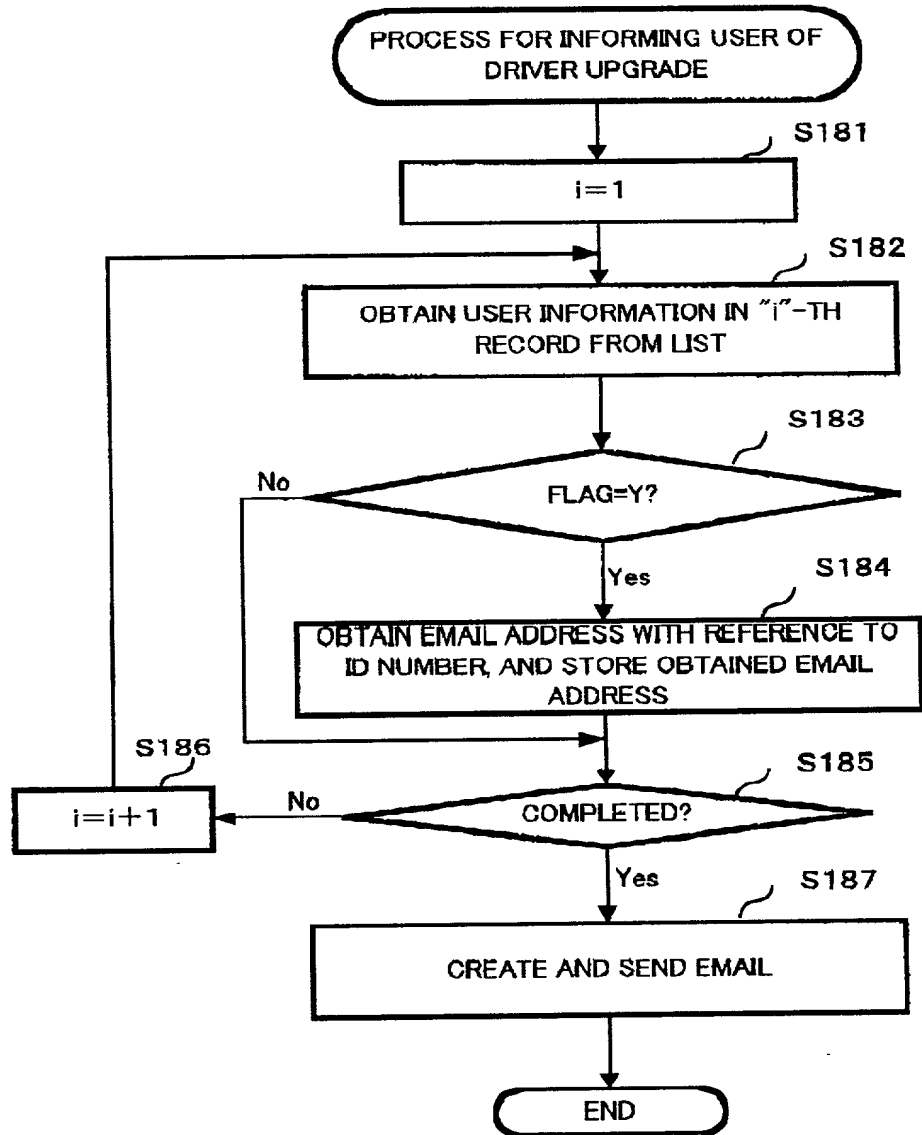 PROCESS FOR INFORMING USER OF
DRIVER UPGRADE
S181
i=1
S182
OBTAIN USER INFORMATION IN "i"-TH
RECORD FROM LIST
S183
No
FLAG=Y?
Yes
S184
OBTAIN EMAIL ADDRESS WITH REFERENCE TO
ID NUMBER, AND STORE OBTAINED EMAIL
ADDRESS
S186
i=i+1
No
S185
COMPLETED?
Yes
S187
CREATE AND SEND EMAIL
END